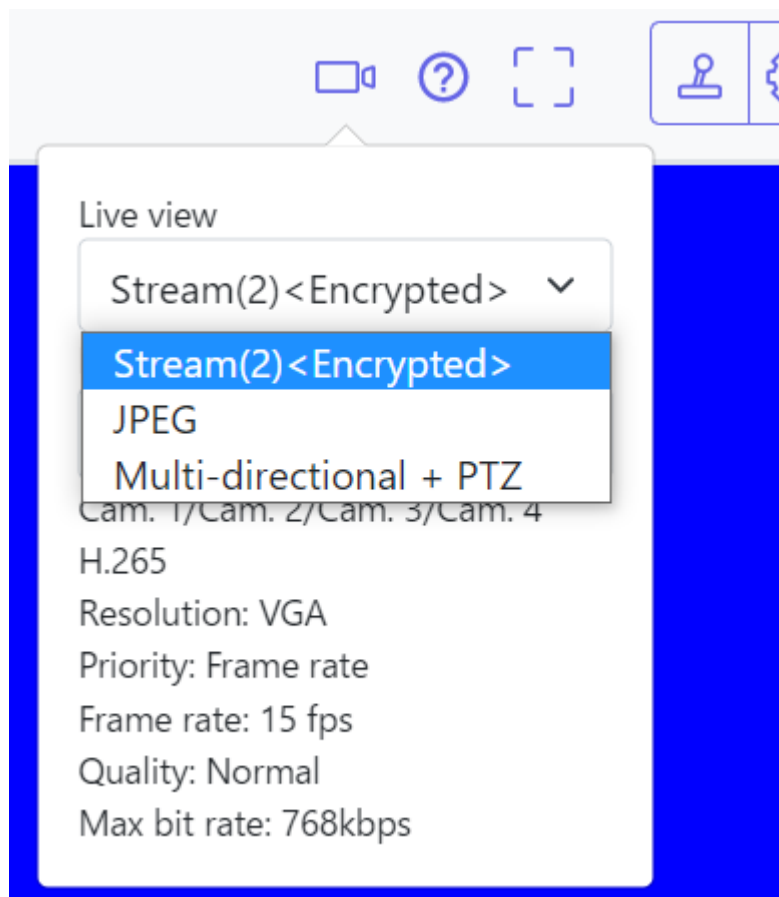 Live view
Stream(2)<Encrypted>
Stream(2)<Encrypted>
JPEG
Multi-directional + PTZ
Cam. 1/Cam. 2/Cam. 3/Cam. 4
H.265
Resolution: VGA
Priority: Frame rate
Frame rate: 15 fps
Quality: Normal
Max bit rate: 768kbps